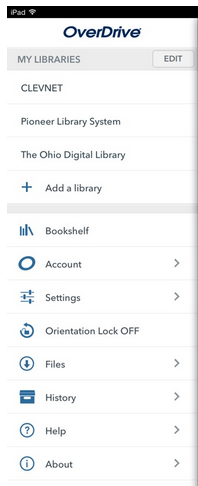 iPad
OverDrive
MY LIBRARIES EDIT
CLEVNET
Pioneer Library System
The Ohio Digital Library
Add a library
Bookshelf
Account
Settings
Orientation Lock OFF
Files
History
Help
About